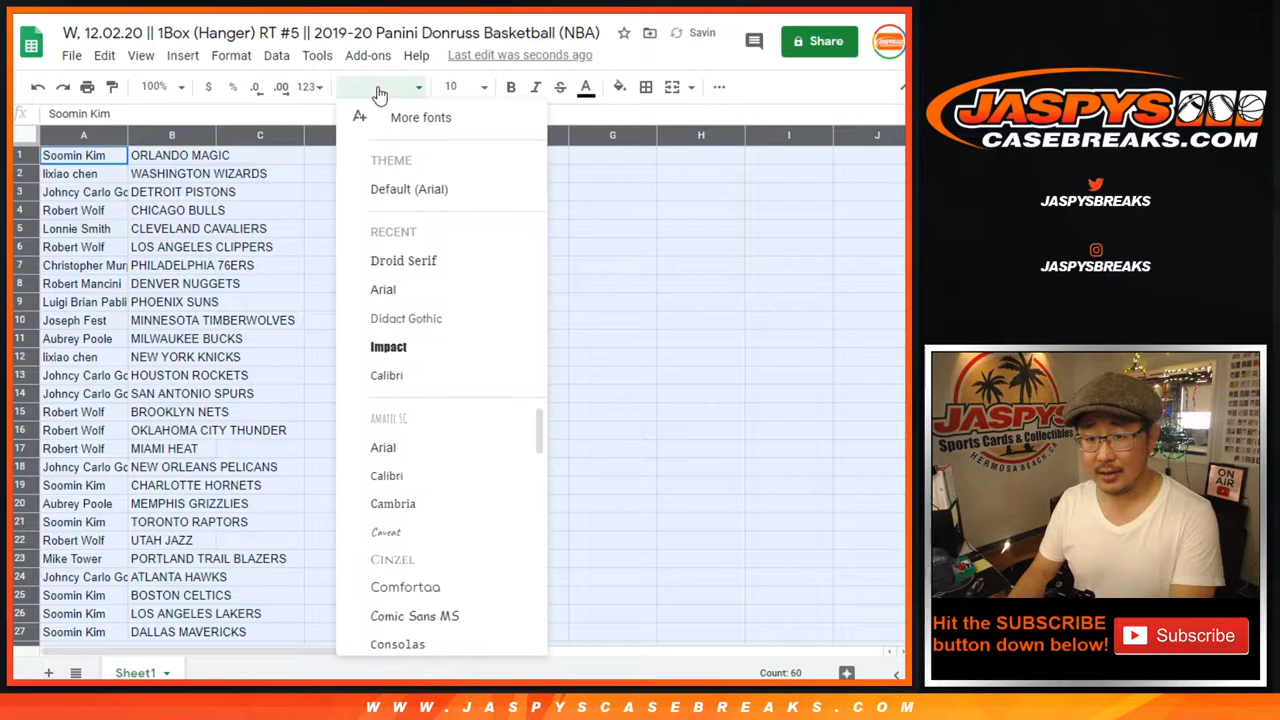 W, 12.02.20 || 1Box (Hanger) RT #5 || 2019-20 Panini Donruss Basketball (NBA)
Savin
Share
File Edit View Insert Format Data Tools Add-ons Help Last edit was seconds ago
100% $ % .0 .00 123 10 B I S A
fx Soomin Kim
A B C G H I J
1 Soomin Kim ORLANDO MAGIC
2 lixiao chen WASHINGTON WIZARDS
3 Johncy Carlo Go DETROIT PISTONS
4 Robert Wolf CHICAGO BULLS
5 Lonnie Smith CLEVELAND CAVALIERS
6 Robert Wolf LOS ANGELES CLIPPERS
7 Christopher Mur PHILADELPHIA 76ERS
8 Robert Mancini DENVER NUGGETS
9 Luigi Brian Pabli PHOENIX SUNS
10 Joseph Fest MINNESOTA TIMBERWOLVES
11 Aubrey Poole MILWAUKEE BUCKS
12 lixiao chen NEW YORK KNICKS
13 Johncy Carlo Go HOUSTON ROCKETS
14 Johncy Carlo Go SAN ANTONIO SPURS
15 Robert Wolf BROOKLYN NETS
16 Robert Wolf OKLAHOMA CITY THUNDER
17 Robert Wolf MIAMI HEAT
18 Johncy Carlo Go NEW ORLEANS PELICANS
19 Soomin Kim CHARLOTTE HORNETS
20 Aubrey Poole MEMPHIS GRIZZLIES
21 Soomin Kim TORONTO RAPTORS
22 Robert Wolf UTAH JAZZ
23 Mike Tower PORTLAND TRAIL BLAZERS
24 Johncy Carlo Go ATLANTA HAWKS
25 Soomin Kim BOSTON CELTICS
26 Soomin Kim LOS ANGELES LAKERS
27 Soomin Kim DALLAS MAVERICKS
More fonts
THEME
Default (Arial)
RECENT
Droid Serif
Arial
Didact Gothic
Impact
Calibri
AMATIC SC
Arial
Calibri
Cambria
Caveat
CINZEL
Comfortaa
Comic Sans MS
Consolas
Sheet1
Count: 60
JASPYS
CASEBREAKS.COM
JASPYSBREAKS
JASPYSBREAKS
JASPYS
Sports Cards & Collectibles
HERMOSA BEACH, CA
ON AIR
Hit the SUBSCRIBE
button down below!
Subscribe
WWW.JASPYSCASEBREAKS.COM